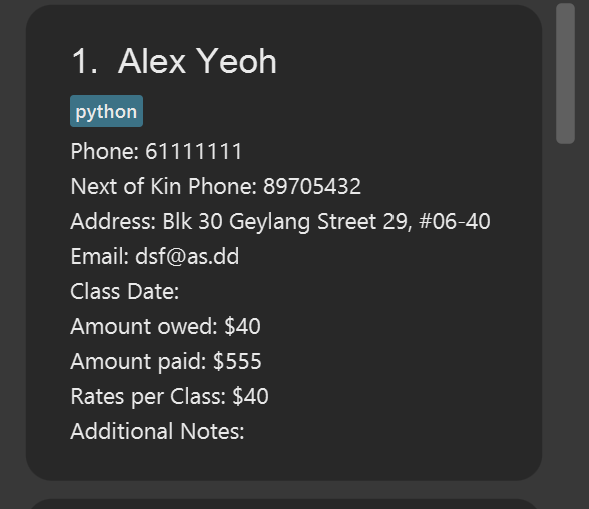 1. Alex Yeoh
python
Phone: 61111111
Next of Kin Phone: 89705432
Address: Blk 30 Geylang Street 29, #06-40
Email: dsf@as.dd
Class Date:
Amount owed: $40
Amount paid: $555
Rates per Class: $40
Additional Notes: